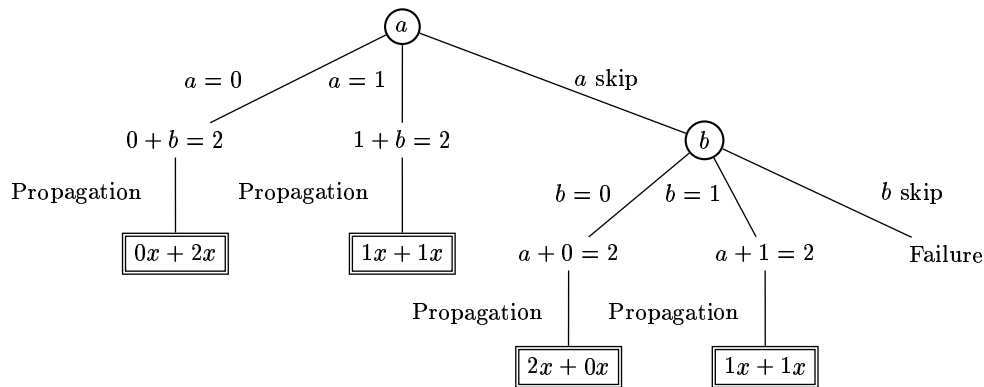 a
a = 0
a = 1
a skip
0 + b = 2
1 + b = 2
b
Propagation
Propagation
b = 0
b = 1
b skip
0x + 2x
1x + 1x
a + 0 = 2
a + 1 = 2
Failure
Propagation
Propagation
2x + 0x
1x + 1x